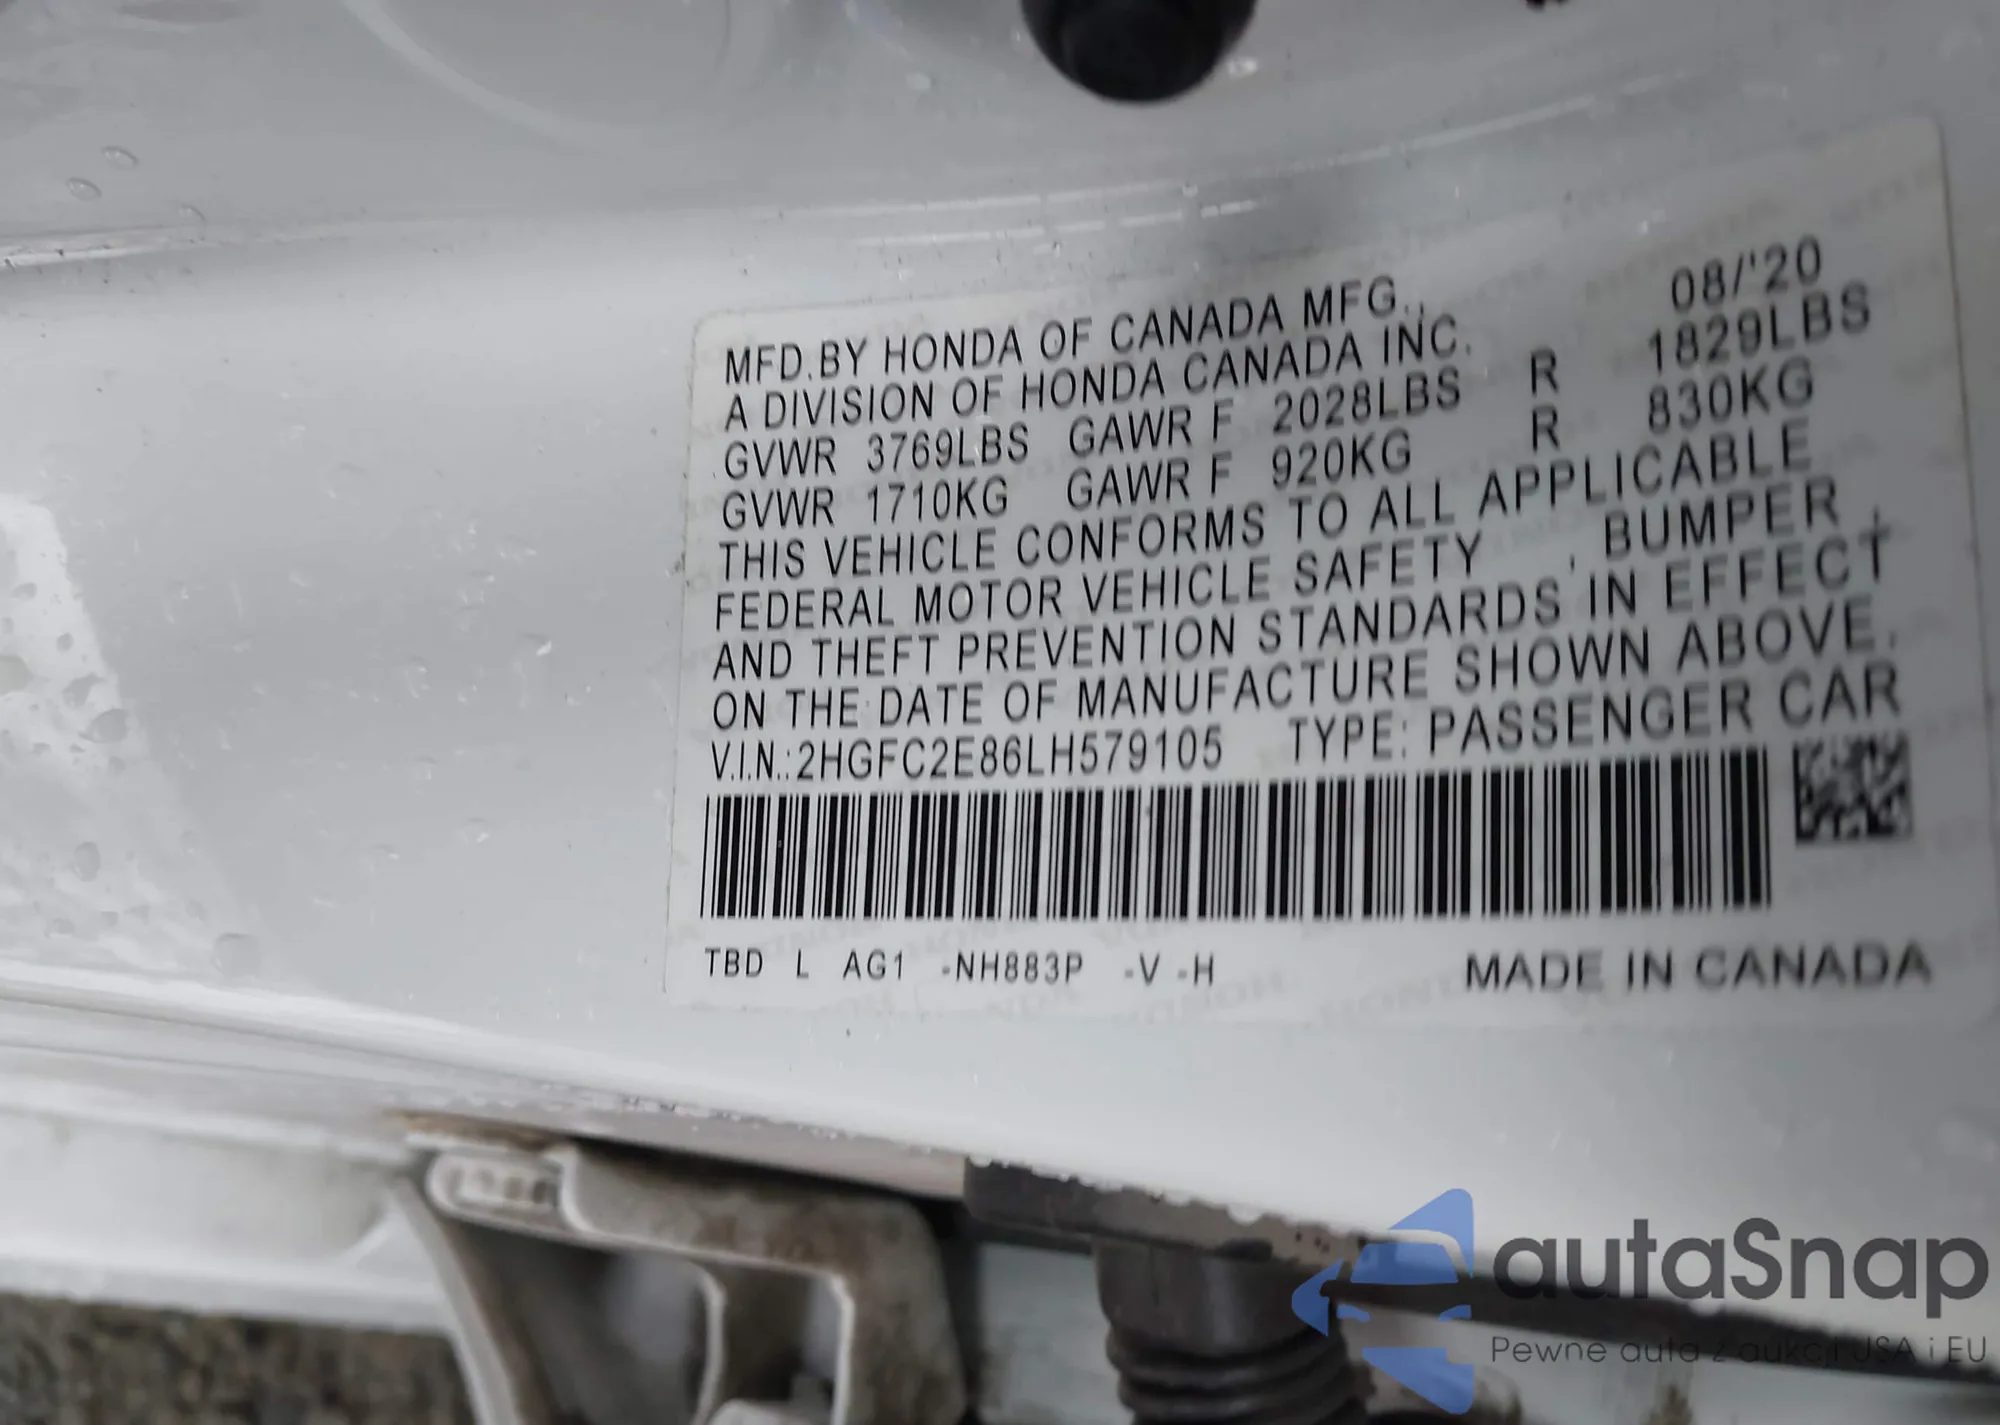 MFD.BY HONDA OF CANADA MFG., 08/'20
A DIVISION OF HONDA CANADA INC.
GVWR 3769LBS GAWR F 2028LBS R 1829LBS
GVWR 1710KG GAWR F 920KG R 830KG
THIS VEHICLE CONFORMS TO ALL APPLICABLE
FEDERAL MOTOR VEHICLE SAFETY , BUMPER ,
AND THEFT PREVENTION STANDARDS IN EFFECT
ON THE DATE OF MANUFACTURE SHOWN ABOVE.
V.I.N.:2HGFC2E86LH579105 TYPE: PASSENGER CAR
TBD L AG1 -NH883P -V -H MADE IN CANADA
autaSnap
Pewne auta z aukcji USA i EU